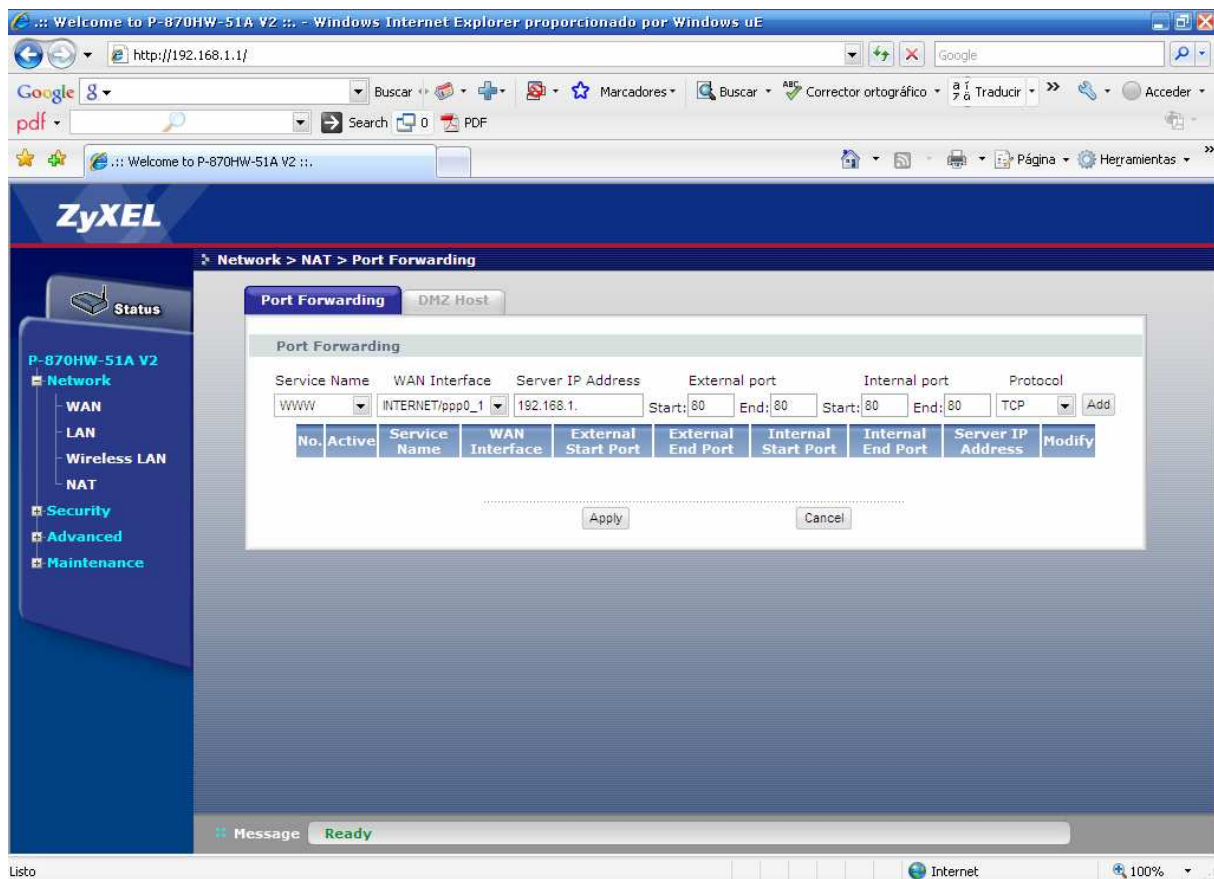 .:: Welcome to P-870HW-51A V2 ::. - Windows Internet Explorer proporcionado por Windows uE
http://192.168.1.1/
Google
Google
Buscar
Marcadores
Buscar
ABC
Corrector ortográfico
Traducir
»
Acceder
pdf
Search
0
PDF
.:: Welcome to P-870HW-51A V2 ::.
Página
Herramientas
»
ZyXEL
Network > NAT > Port Forwarding
Status
P-870HW-51A V2
Network
WAN
LAN
Wireless LAN
NAT
Security
Advanced
Maintenance
Port Forwarding
DMZ Host
Port Forwarding
Service Name WAN Interface Server IP Address External port Internal port Protocol
WWW INTERNET/ppp0_1 192.168.1. Start: 80 End: 80 Start: 80 End: 80 TCP Add
No. Active Service Name WAN Interface External Start Port External End Port Internal Start Port Internal End Port Server IP Address Modify
Apply Cancel
Message Ready
Listo Internet 100%